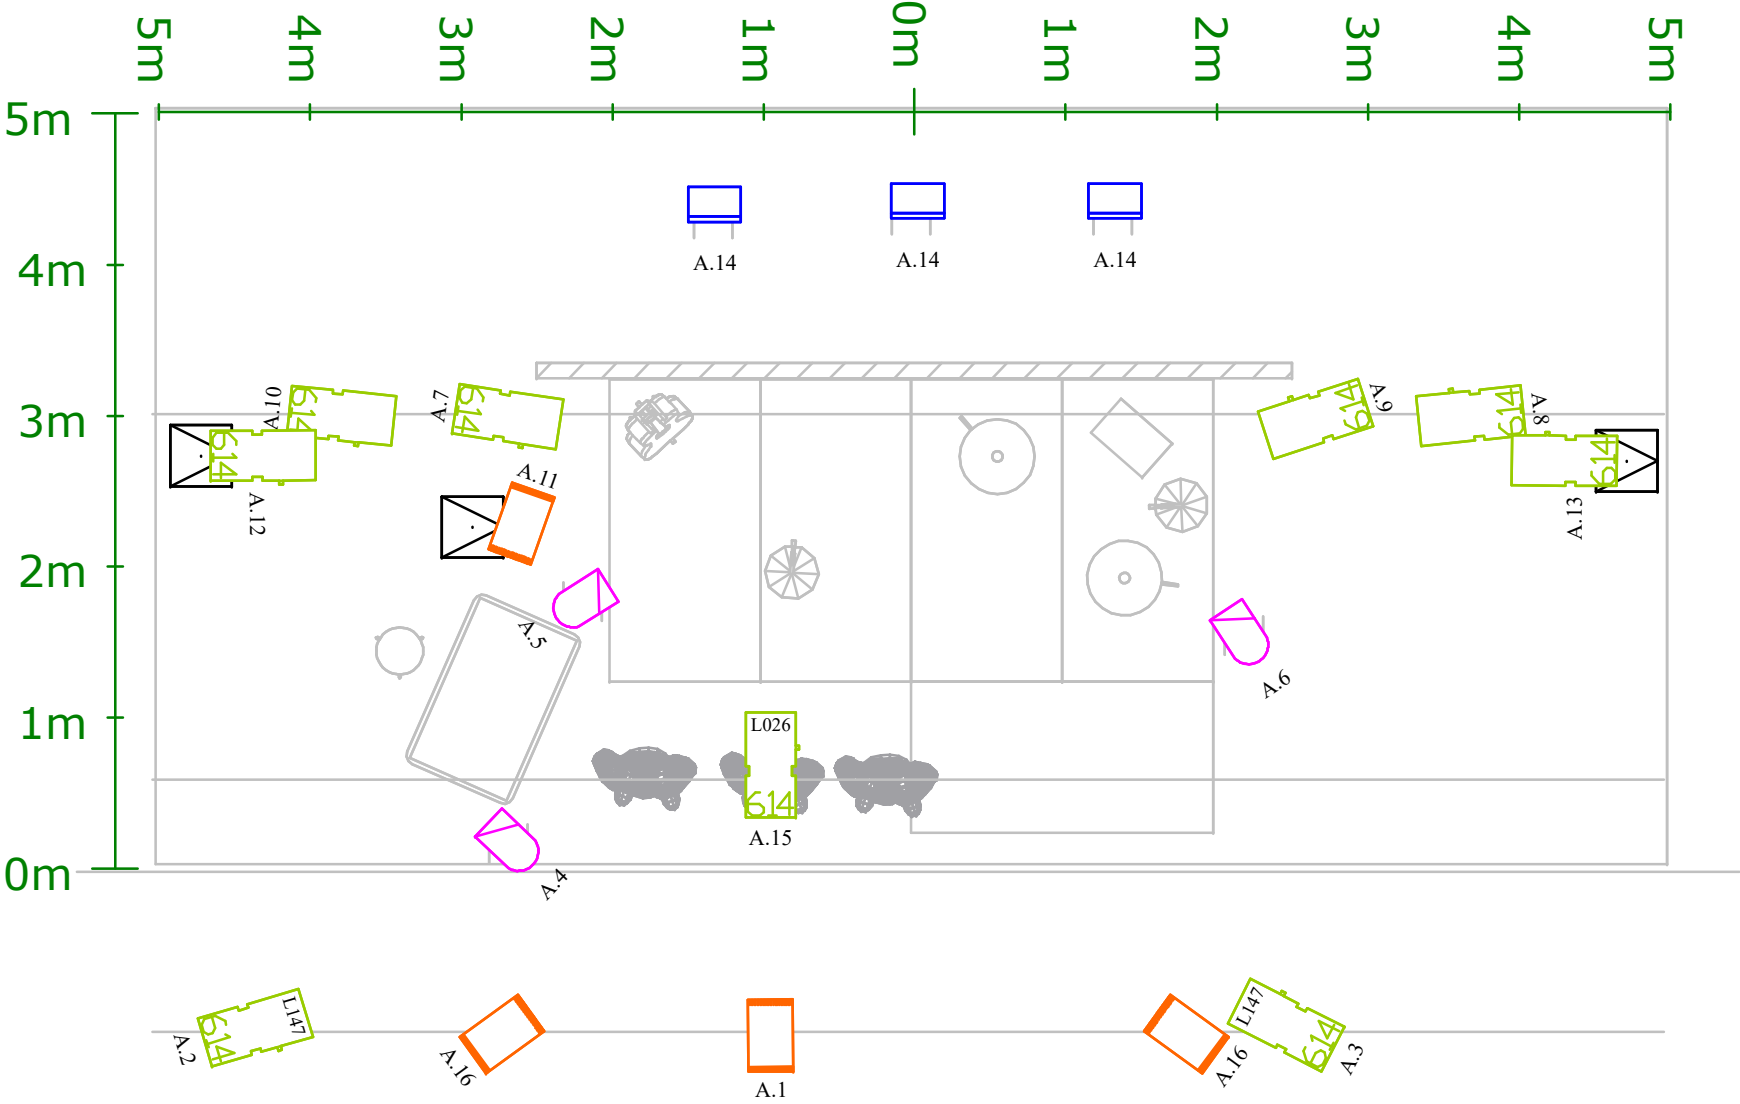 5m 4m 3m 2m 1m 0m 1m 2m 3m 4m 5m
5m
A.14 A.14 A.14
4m
3m
A.10 614 A.7 614 614 A.9 614 A.8
614 A.12 A.11 614 A.13
2m
A.5
A.6
1m
L026
614
A.15
0m
A.4
L147 614 A.2
A.16
A.1
A.16
L147 614 A.3